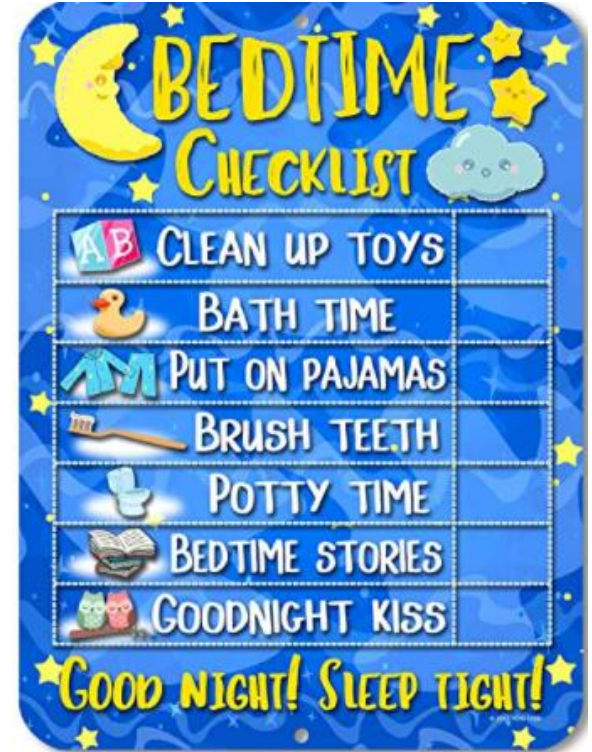 BEDTIME
CHECKLIST
AB
CLEAN UP TOYS
BATH TIME
PUT ON PAJAMAS
BRUSH TEETH
POTTY TIME
BEDTIME STORIES
GOODNIGHT KISS
GOOD NIGHT! SLEEP TIGHT!